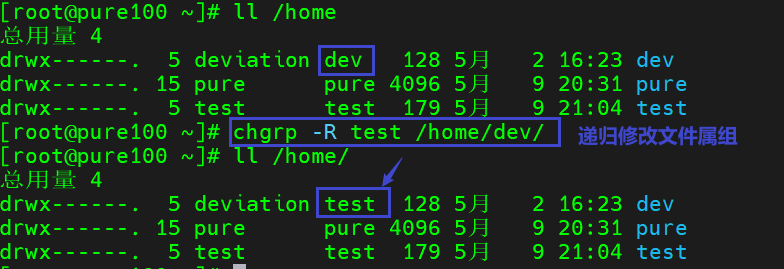 [root@pure100 ~]# ll /home
总用量 4
drwx------.  5 deviation dev   128 5月   2 16:23 dev
drwx------. 15 pure      pure 4096 5月   9 20:31 pure
drwx------.  5 test      test  179 5月   9 21:04 test
[root@pure100 ~]# chgrp -R test /home/dev/ 递归修改文件属组
[root@pure100 ~]# ll /home/
总用量 4
drwx------.  5 deviation test  128 5月   2 16:23 dev
drwx------. 15 pure      pure 4096 5月   9 20:31 pure
drwx------.  5 test      test  179 5月   9 21:04 test